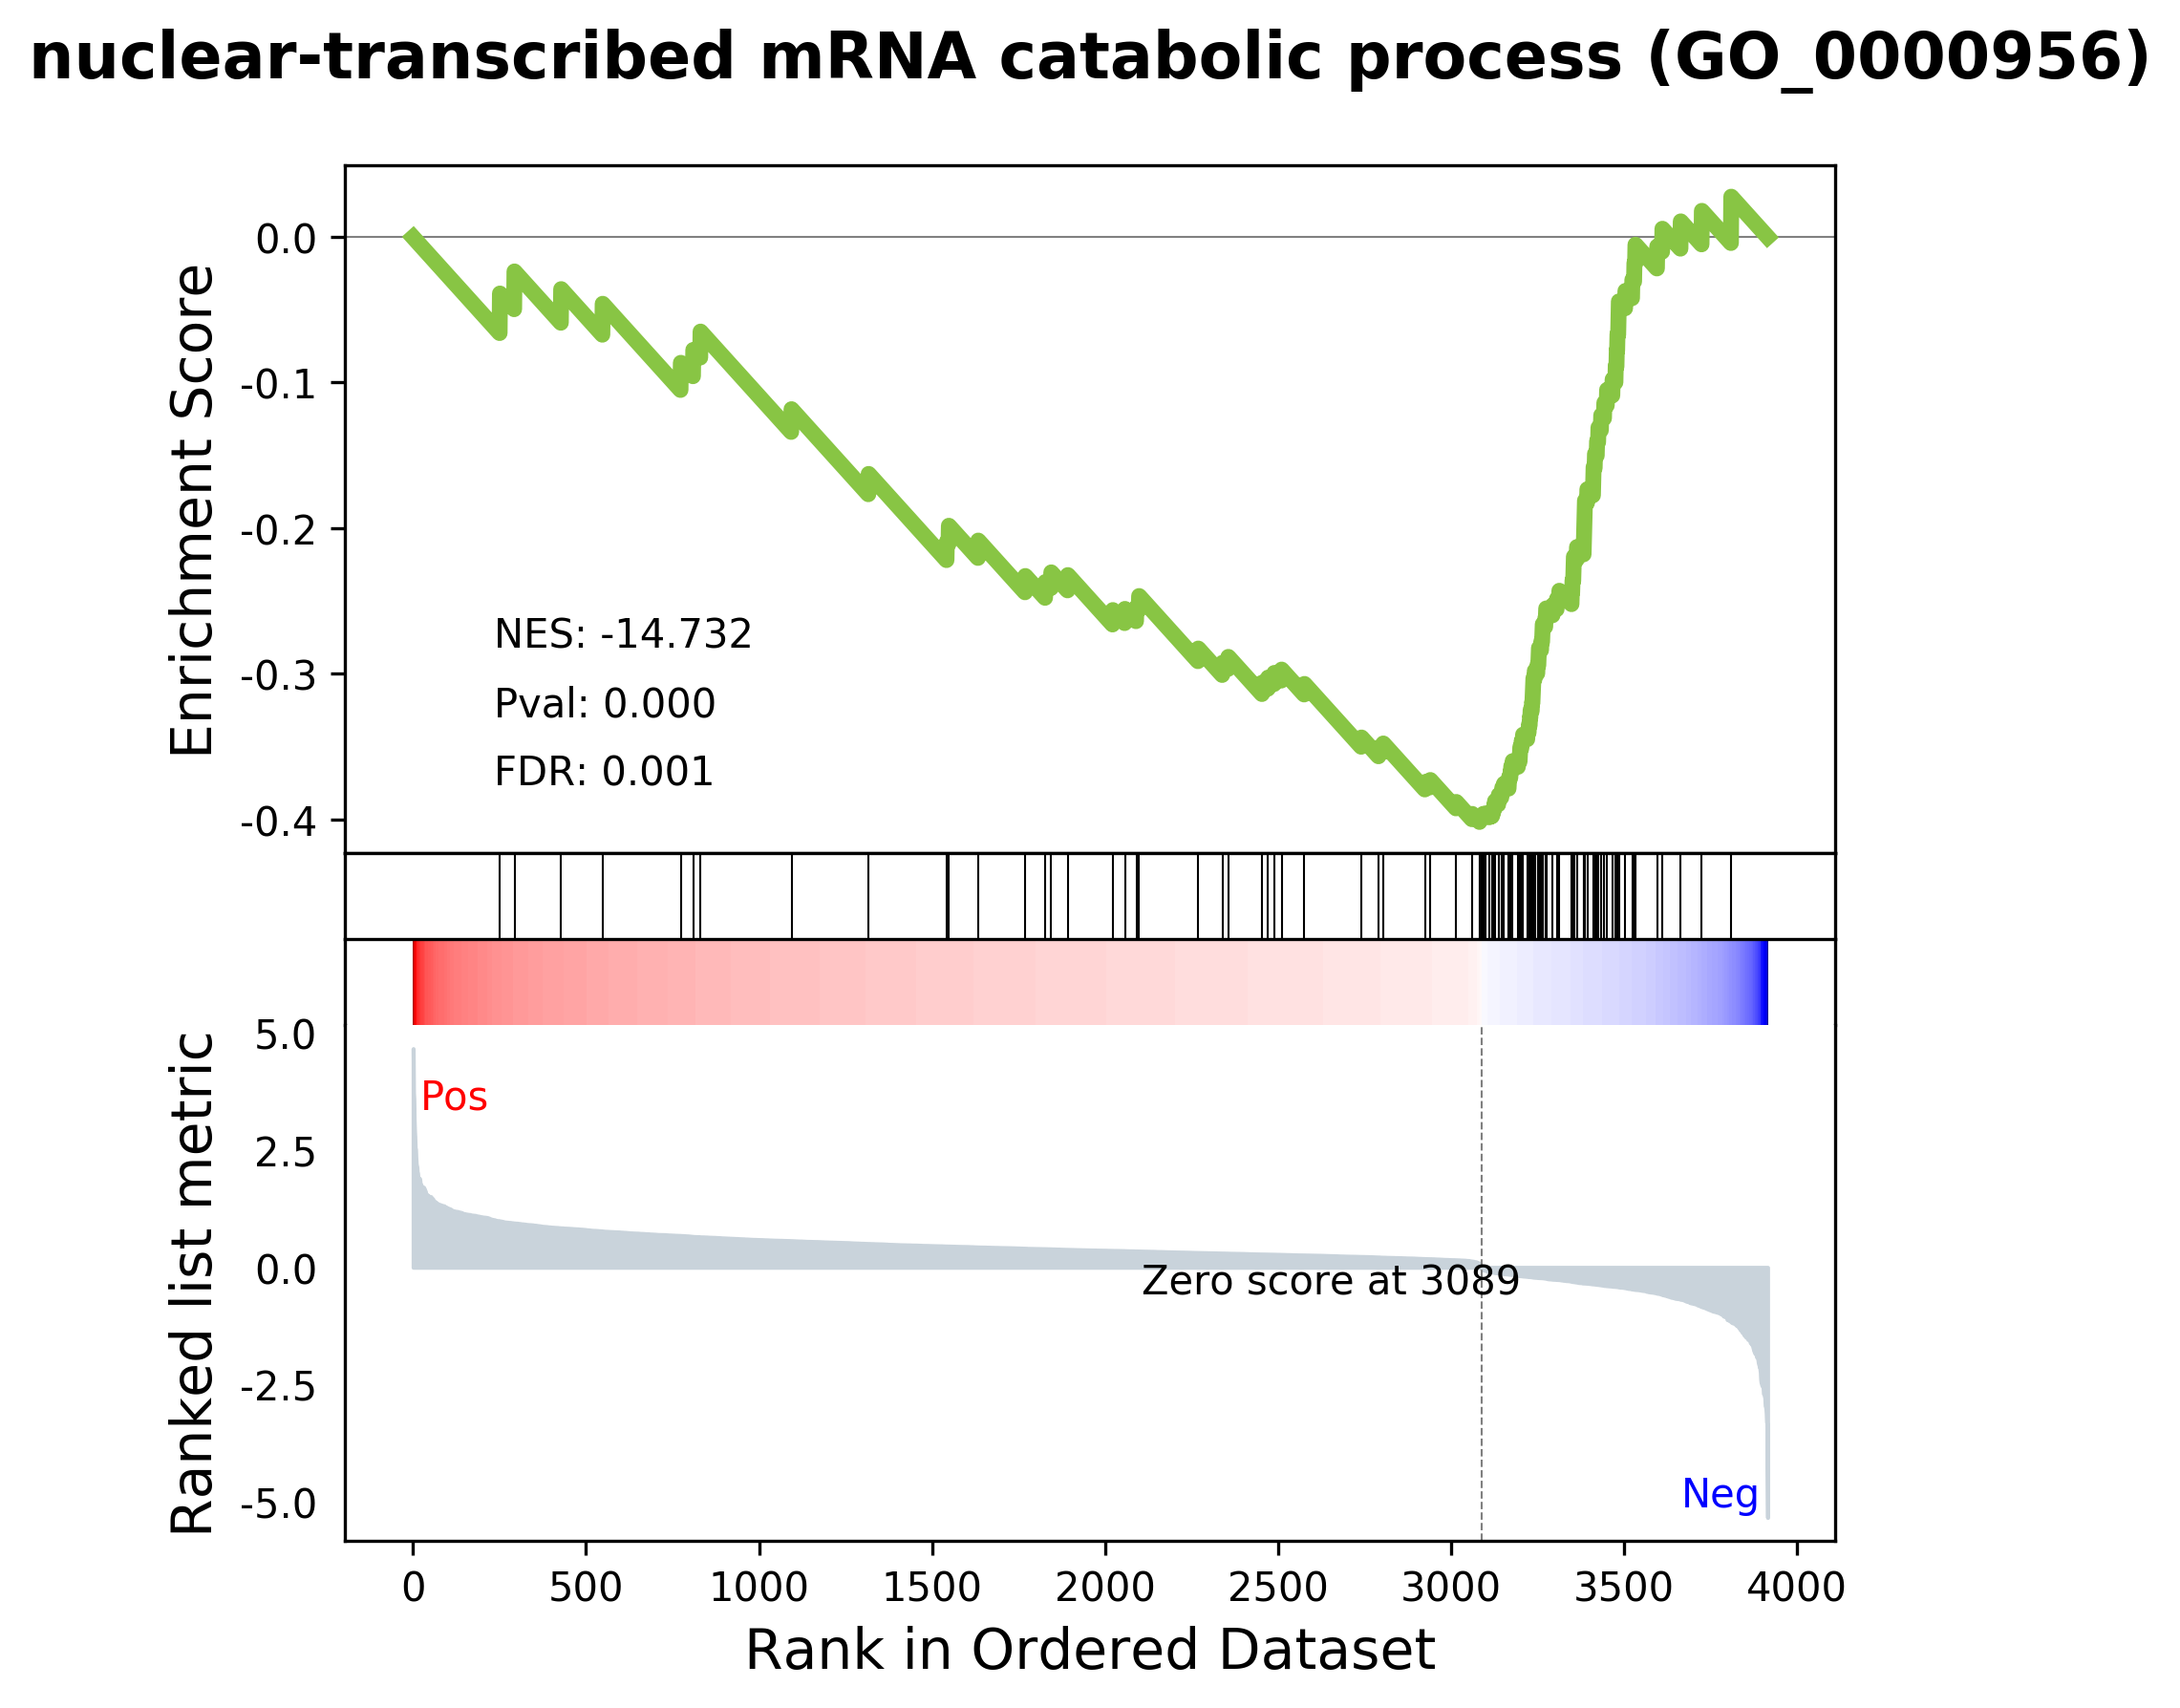 nuclear-transcribed mRNA catabolic process (GO_0000956)
Enrichment Score
0.0
-0.1
-0.2
-0.3
-0.4
NES: -14.732
Pval: 0.000
FDR: 0.001
Ranked list metric
5.0
2.5
0.0
-2.5
-5.0
Pos
Zero score at 3089
Neg
0 500 1000 1500 2000 2500 3000 3500 4000
Rank in Ordered Dataset